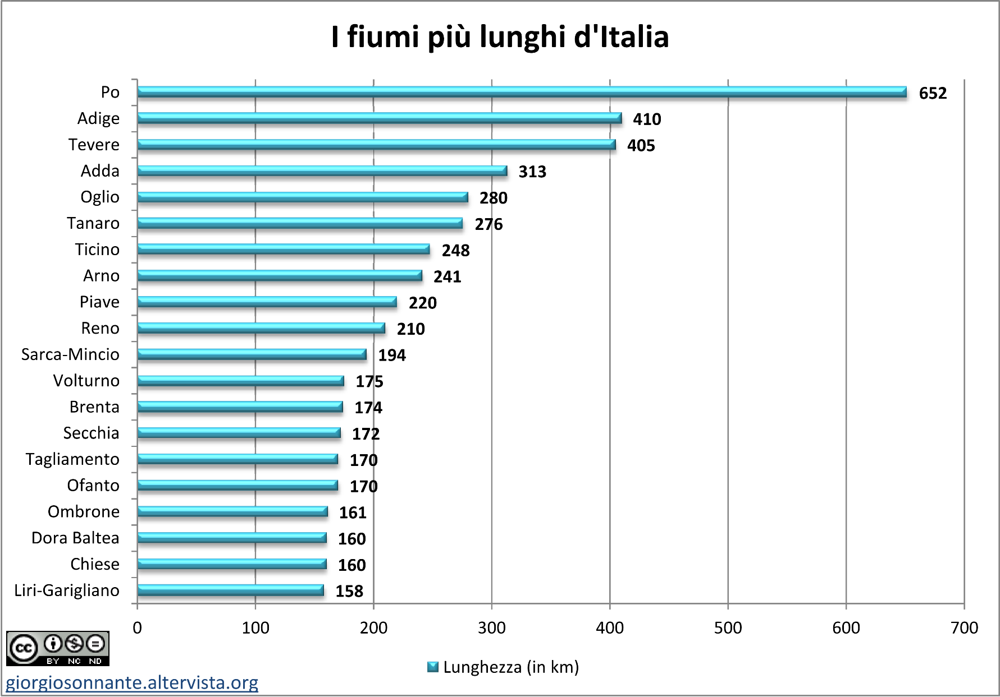 I fiumi più lunghi d'Italia
Po 652
Adige 410
Tevere 405
Adda 313
Oglio 280
Tanaro 276
Ticino 248
Arno 241
Piave 220
Reno 210
Sarca-Mincio 194
Volturno 175
Brenta 174
Secchia 172
Tagliamento 170
Ofanto 170
Ombrone 161
Dora Baltea 160
Chiese 160
Liri-Garigliano 158
0 100 200 300 400 500 600 700
Lunghezza (in km)
cc
BY NC ND
giorgiosonnante.altervista.org